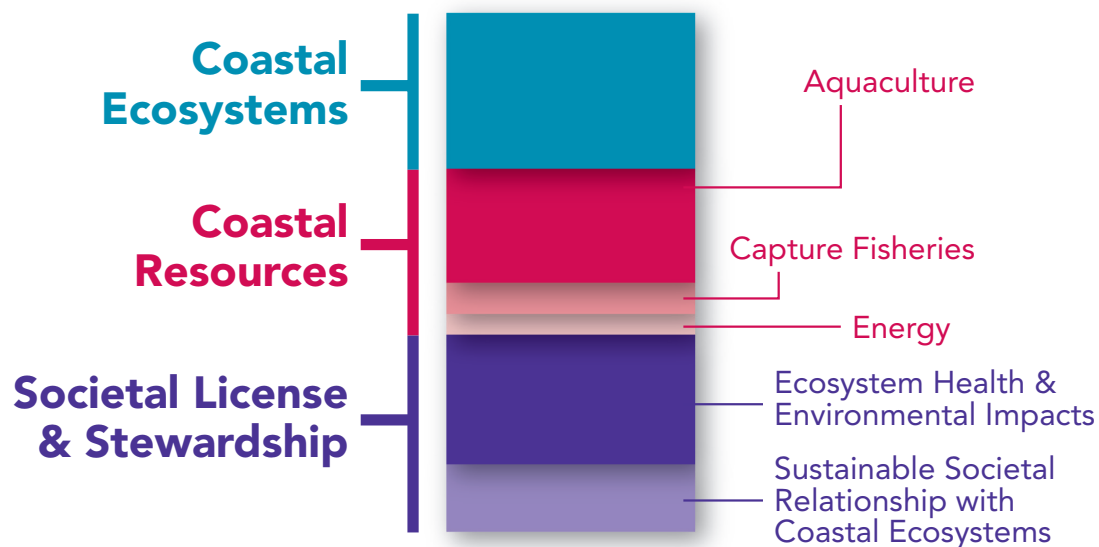 Coastal
Ecosystems
Coastal
Resources
Societal License
& Stewardship
Aquaculture
Capture Fisheries
Energy
Ecosystem Health &
Environmental Impacts
Sustainable Societal
Relationship with
Coastal Ecosystems